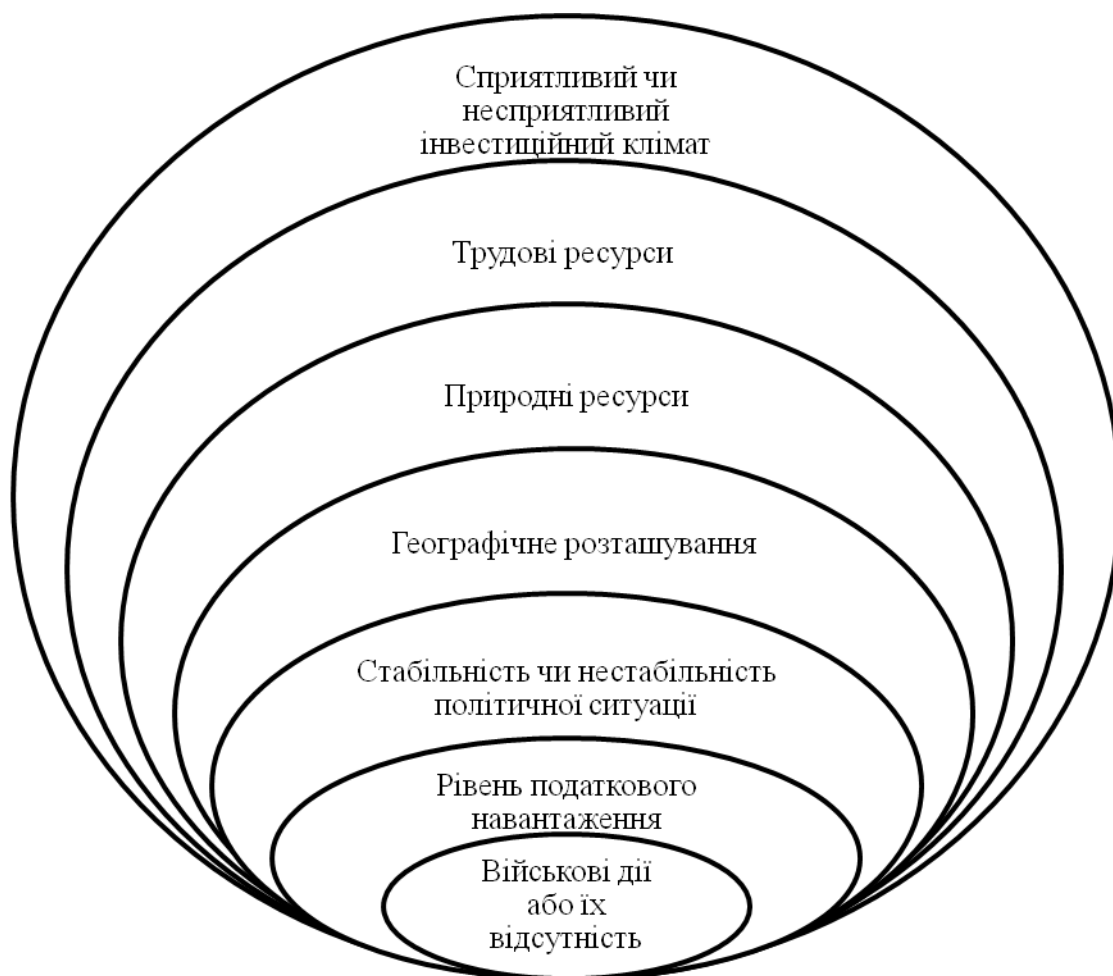 Сприятливий чи
несприятливий
інвестиційний клімат
Трудові ресурси
Природні ресурси
Географічне розташування
Стабільність чи нестабільність
політичної ситуації
Рівень податкового
навантаження
Військові дії
або їх
відсутність